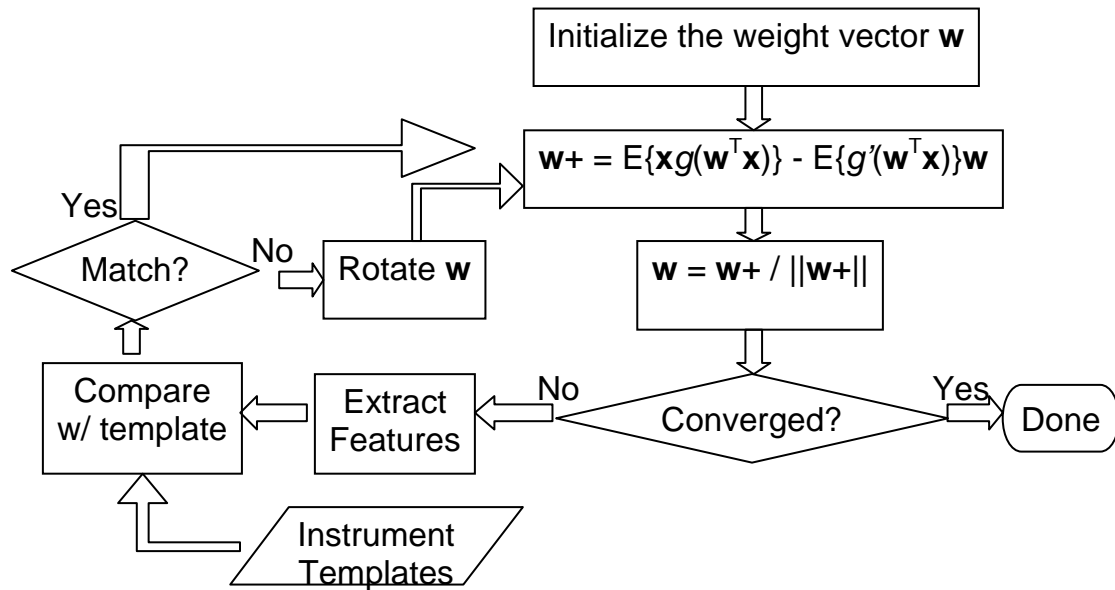 Initialize the weight vector w
w+ = E{xg(wᵀx)} - E{g'(wᵀx)}w
Yes
Match?
No
Rotate w
w = w+ / ||w+||
Compare
w/ template
Extract
Features
No
Converged?
Yes
Done
Instrument
Templates